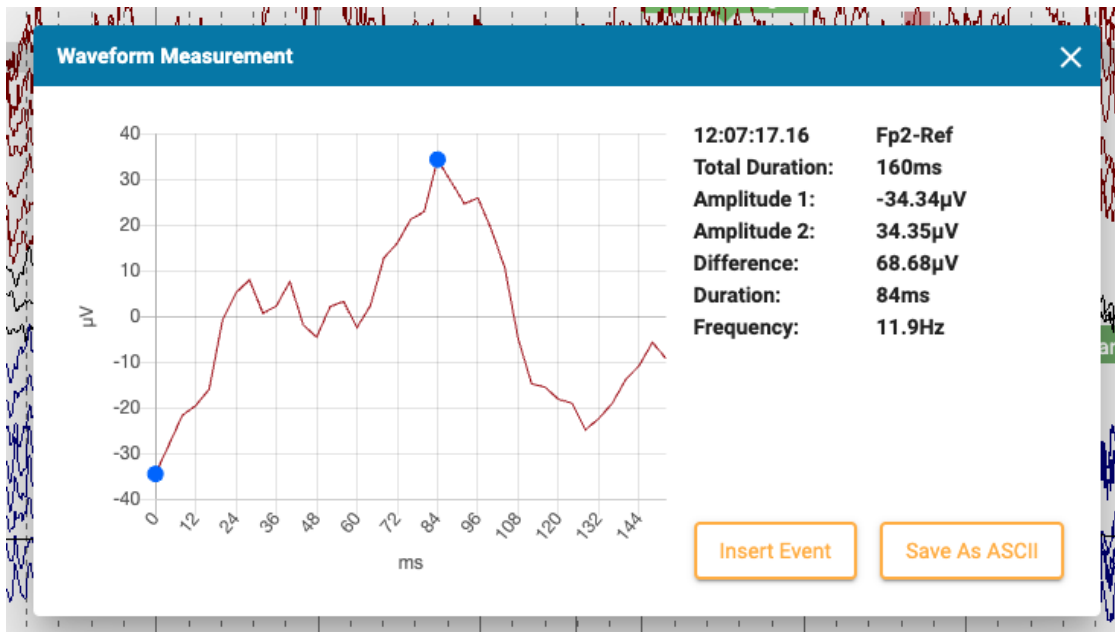 Waveform Measurement
40
30
20
10
0
-10
-20
-30
-40
µV
0 12 24 36 48 60 72 84 96 108 120 132 144
ms
12:07:17.16 Fp2-Ref
Total Duration: 160ms
Amplitude 1: -34.34µV
Amplitude 2: 34.35µV
Difference: 68.68µV
Duration: 84ms
Frequency: 11.9Hz
Insert Event Save As ASCII